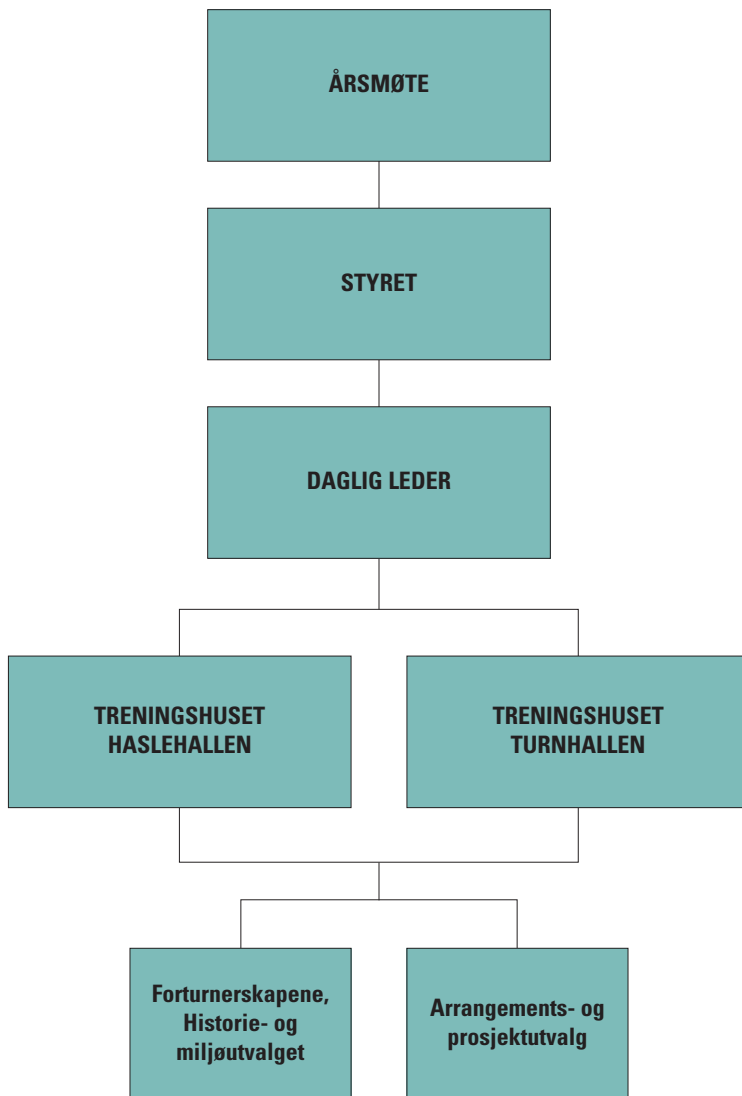 ÅRSMØTE
STYRET
DAGLIG LEDER
TRENINGSHUSET
HASLEHALLEN
TRENINGSHUSET
TURNHALLEN
Forturnerskapene,
Historie- og
miljøutvalget
Arrangements- og
prosjektutvalg